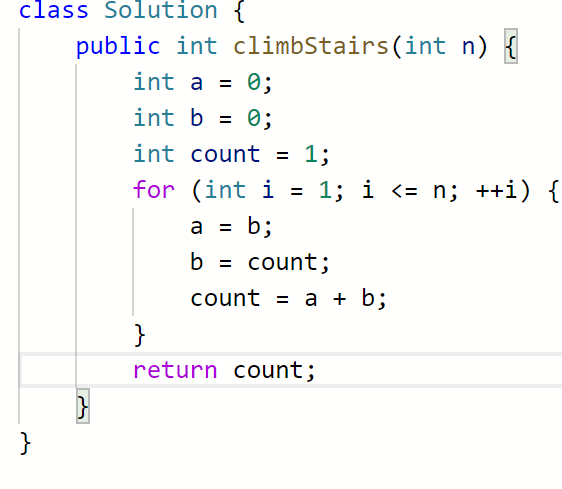 class Solution {
    public int climbStairs(int n) {
        int a = 0;
        int b = 0;
        int count = 1;
        for (int i = 1; i <= n; ++i) {
            a = b;
            b = count;
            count = a + b;
        }
        return count;
    }
}